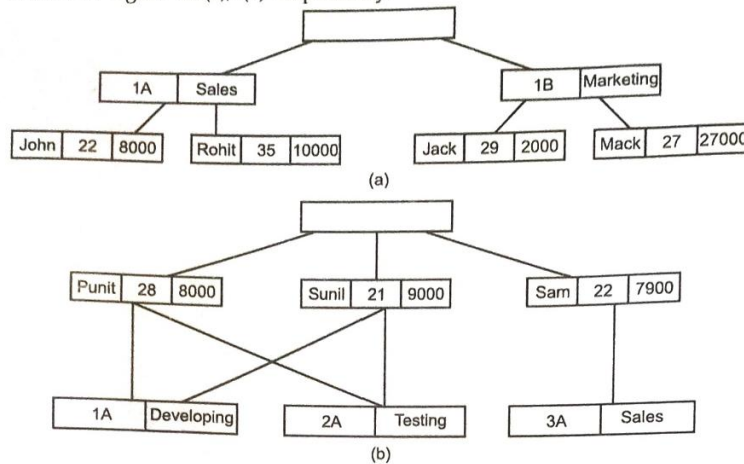 1A Sales 1B Marketing
John 22 8000 Rohit 35 10000 Jack 29 2000 Mack 27 27000
(a)
Punit 28 8000 Sunil 21 9000 Sam 22 7900
1A Developing 2A Testing 3A Sales
(b)